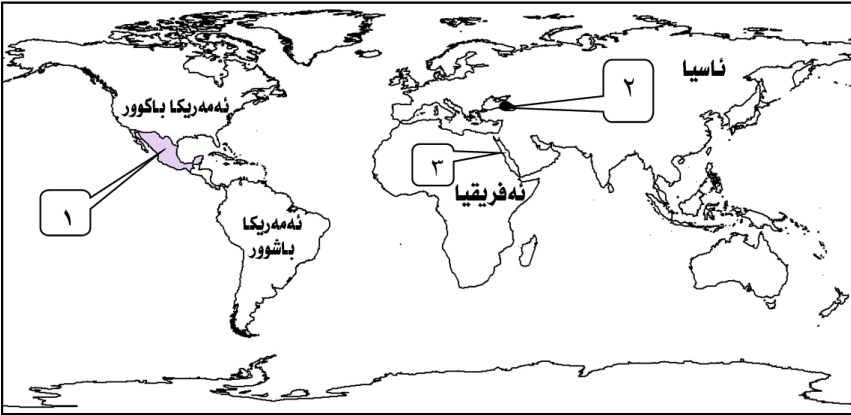 ئاسیا
٢
ئەمەریکا باکوور
٣
ئەفریقیا
١
ئەمەریکا
باشوور